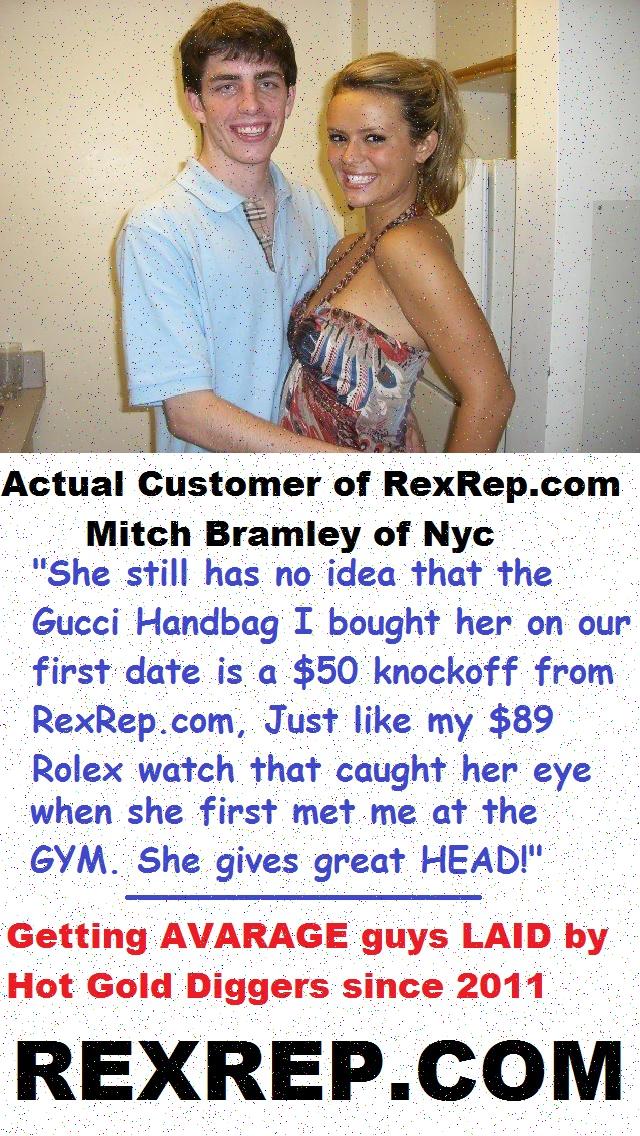 Actual Customer of RexRep.com
Mitch Bramley of Nyc
"She still has no idea that the
Gucci Handbag I bought her on our
first date is a $50 knockoff from
RexRep.com, Just like my $89
Rolex watch that caught her eye
when she first met me at the
GYM. She gives great HEAD!"
Getting AVARAGE guys LAID by
Hot Gold Diggers since 2011
REXREP.COM